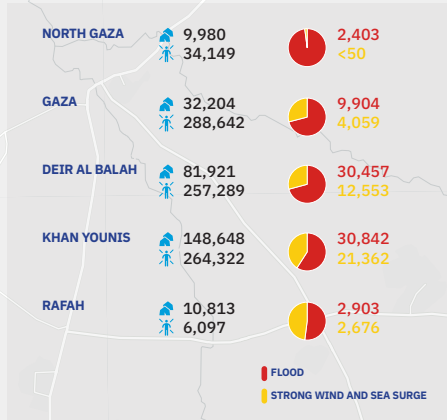 NORTH GAZA 9,980 2,403
34,149 <50
GAZA 32,204 9,904
288,642 4,059
DEIR AL BALAH 81,921 30,457
257,289 12,553
KHAN YOUNIS 148,648 30,842
264,322 21,362
RAFAH 10,813 2,903
6,097 2,676
FLOOD
STRONG WIND AND SEA SURGE